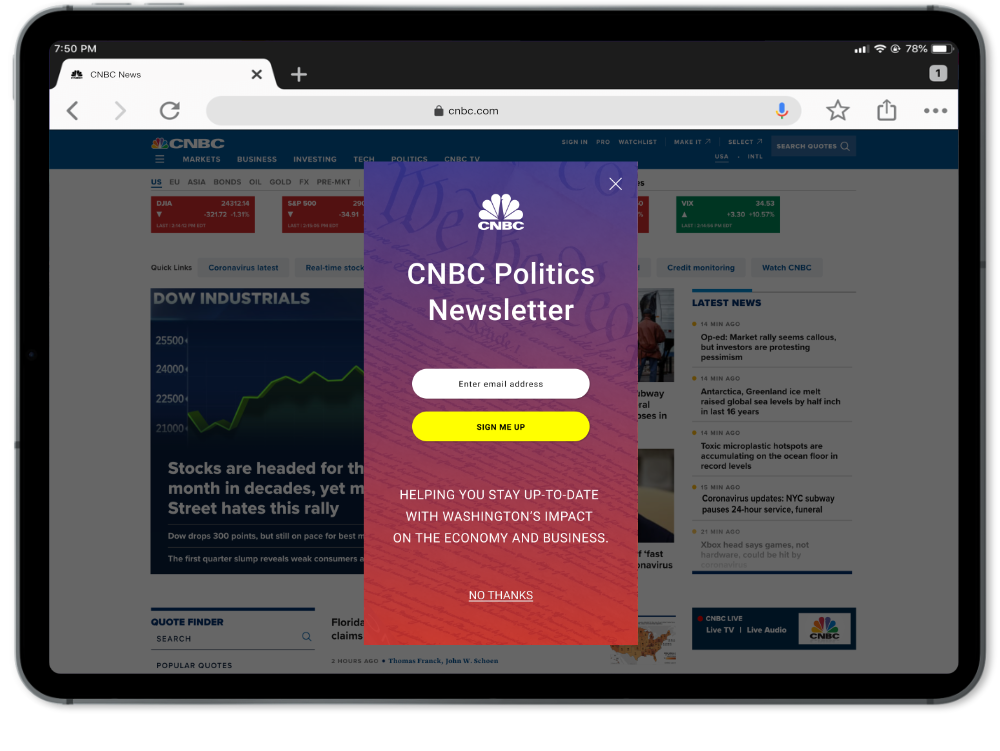 7:50 PM
78%
CNBC News
1
cnbc.com
CNBC
SIGN IN PRO WATCHLIST MAKE IT SELECT
USA • INTL
SEARCH QUOTES
MARKETS BUSINESS INVESTING TECH POLITICS CNBC TV
US EU ASIA BONDS OIL GOLD FX PRE-MKT
DJIA 24312.14
-321.72 -1.31%
S&P 500
-34.91
VIX 34.53
+3.30 +10.57%
Quick Links Coronavirus latest Real-time stock
Credit monitoring Watch CNBC
DOW INDUSTRIALS
25500
24000
22500
21000
Stocks are headed for th
month in decades, yet m
Street hates this rally
Dow drops 300 points, but still on pace for best m
The first quarter slump reveals weak consumers a
We the People
CNBC
CNBC Politics
Newsletter
Enter email address
SIGN ME UP
HELPING YOU STAY UP-TO-DATE
WITH WASHINGTON'S IMPACT
ON THE ECONOMY AND BUSINESS.
NO THANKS
LATEST NEWS
14 MIN AGO
Op-ed: Market rally seems callous,
but investors are protesting
pessimism
14 MIN AGO
Antarctica, Greenland ice melt
raised global sea levels by half inch
in last 16 years
14 MIN AGO
Toxic microplastic hotspots are
accumulating on the ocean floor in
record levels
15 MIN AGO
Coronavirus updates: NYC subway
pauses 24-hour service, funeral
21 MIN AGO
Xbox head says games, not
hardware, could be hit by
coronavirus
QUOTE FINDER
SEARCH
POPULAR QUOTES
Florida
claims
2 HOURS AGO • Thomas Franck, John W. Schoen
CNBC LIVE
Live TV | Live Audio
CNBC